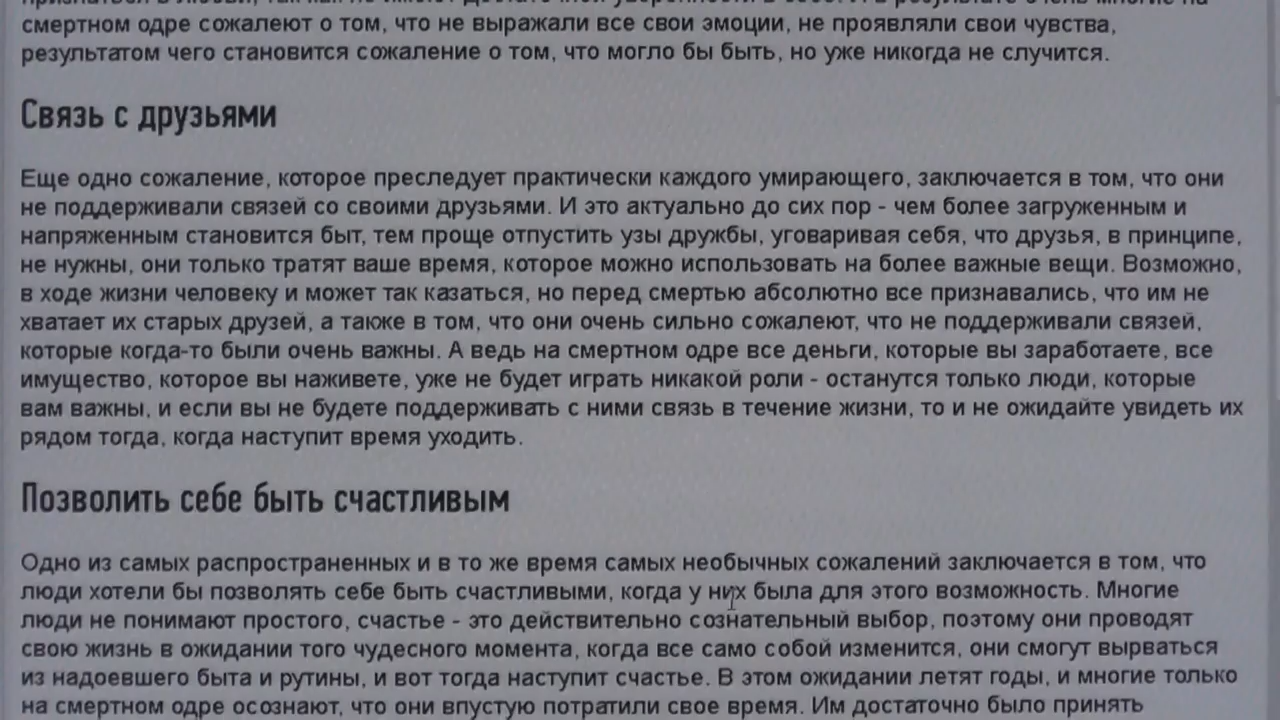 смертном одре сожалеют о том, что не выражали все свои эмоции, не проявляли свои чувства,
результатом чего становится сожаление о том, что могло бы быть, но уже никогда не случится.
Связь с друзьями
Еще одно сожаление, которое преследует практически каждого умирающего, заключается в том, что они
не поддерживали связей со своими друзьями. И это актуально до сих пор - чем более загруженным и
напряженным становится быт, тем проще отпустить узы дружбы, уговаривая себя, что друзья, в принципе,
не нужны, они только тратят ваше время, которое можно использовать на более важные вещи. Возможно,
в ходе жизни человеку и может так казаться, но перед смертью абсолютно все признавались, что им не
хватает их старых друзей, а также в том, что они очень сильно сожалеют, что не поддерживали связей,
которые когда-то были очень важны. А ведь на смертном одре все деньги, которые вы заработаете, все
имущество, которое вы наживете, уже не будет играть никакой роли - останутся только люди, которые
вам важны, и если вы не будете поддерживать с ними связь в течение жизни, то и не ожидайте увидеть их
рядом тогда, когда наступит время уходить.
Позволить себе быть счастливым
Одно из самых распространенных и в то же время самых необычных сожалений заключается в том, что
люди хотели бы позволять себе быть счастливыми, когда у них была для этого возможность. Многие
люди не понимают простого, счастье - это действительно сознательный выбор, поэтому они проводят
свою жизнь в ожидании того чудесного момента, когда все само собой изменится, они смогут вырваться
из надоевшего быта и рутины, и вот тогда наступит счастье. В этом ожидании летят годы, и многие только
на смертном одре осознают, что они впустую потратили свое время. Им достаточно было принять